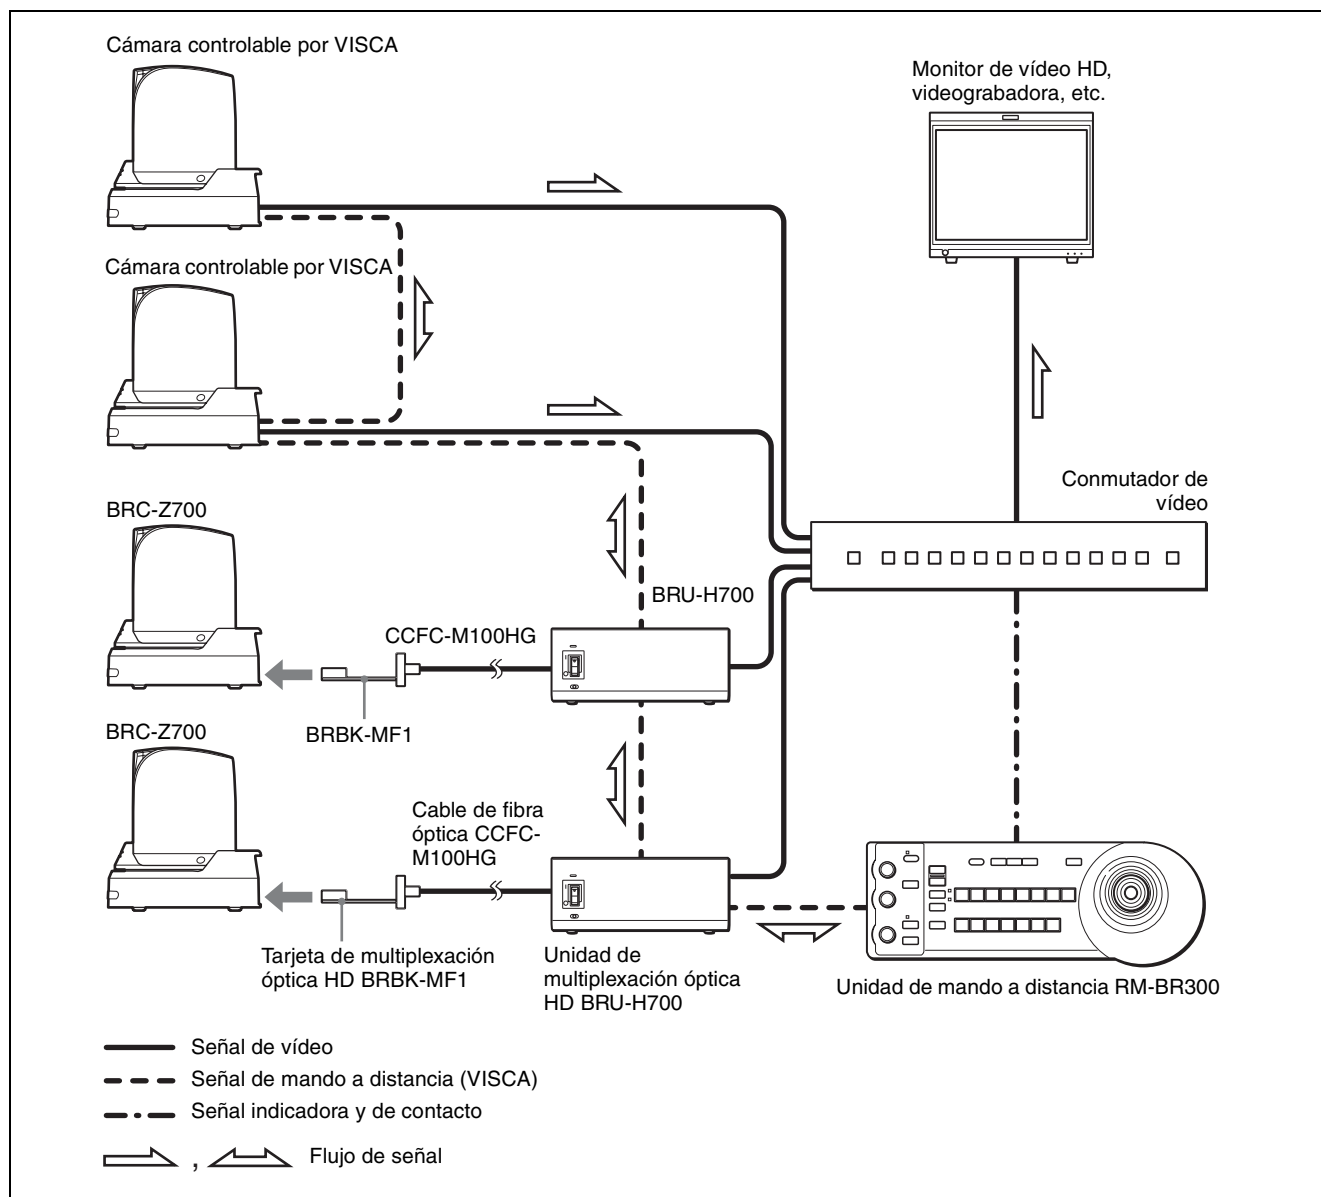 Cámara controlable por VISCA
Monitor de vídeo HD,
videograbadora, etc.
Cámara controlable por VISCA
Conmutador de
vídeo
BRC-Z700
BRU-H700
CCFC-M100HG
BRBK-MF1
BRC-Z700
Cable de fibra
óptica CCFC-
M100HG
Tarjeta de multiplexación
óptica HD BRBK-MF1
Unidad de
multiplexación óptica
HD BRU-H700
Unidad de mando a distancia RM-BR300
Señal de vídeo
Señal de mando a distancia (VISCA)
Señal indicadora y de contacto
, Flujo de señal